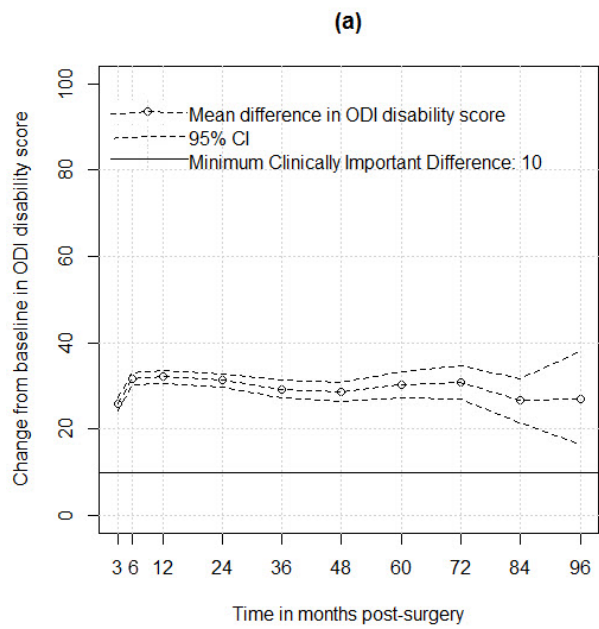 (a)
Change from baseline in ODI disability score
100
80
60
40
20
0
Mean difference in ODI disability score
95% CI
Minimum Clinically Important Difference: 10
3 6 12 24 36 48 60 72 84 96
Time in months post-surgery